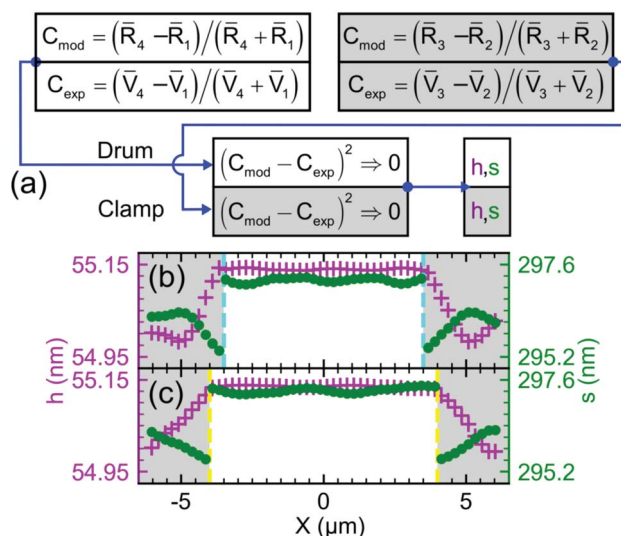 C_mod = (R̄_4 − R̄_1)/(R̄_4 + R̄_1)
C_exp = (V̄_4 − V̄_1)/(V̄_4 + V̄_1)
C_mod = (R̄_3 − R̄_2)/(R̄_3 + R̄_2)
C_exp = (V̄_3 − V̄_2)/(V̄_3 + V̄_2)
Drum
(C_mod − C_exp)² ⇒ 0
h,s
(a)
Clamp
(C_mod − C_exp)² ⇒ 0
h,s
55.15
(b)
297.6
54.95
295.2
55.15
(c)
297.6
54.95
295.2
h (nm)
s (nm)
-5
0
5
X (µm)